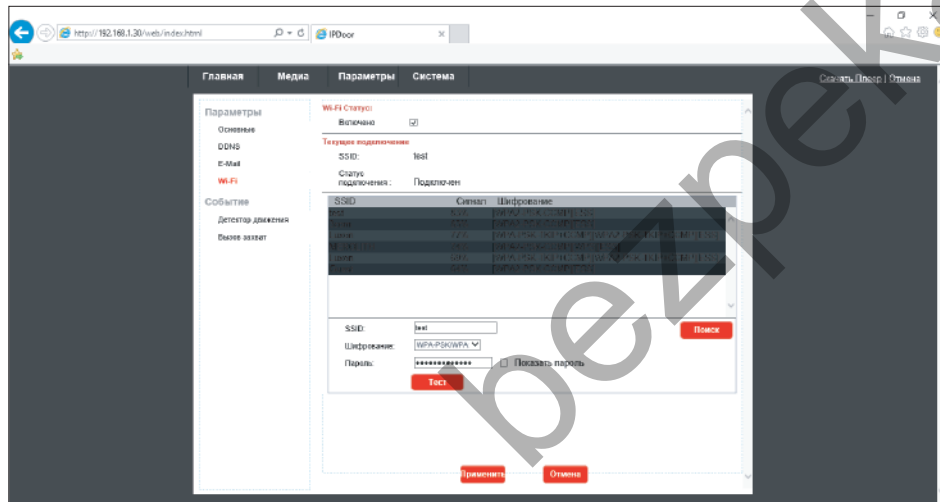 http://192.168.1.30/web/index.html
IPDoor
Главная Медиа Параметры Система
Скачать Плеер | Отмена
Параметры
Основные
DDNS
E-Mail
Wi-Fi
Событие
Детектор движения
Вызов захват
Wi-Fi Статус:
Включено
Текущее подключение
SSID: test
Статус
подключения: Подключен
SSID Сигнал Шифрование
SSID: test
Поиск
Шифрование: WPA-PSK/WPA
Пароль: ************* Показать пароль
Тест
Применить Отмена
bezpek